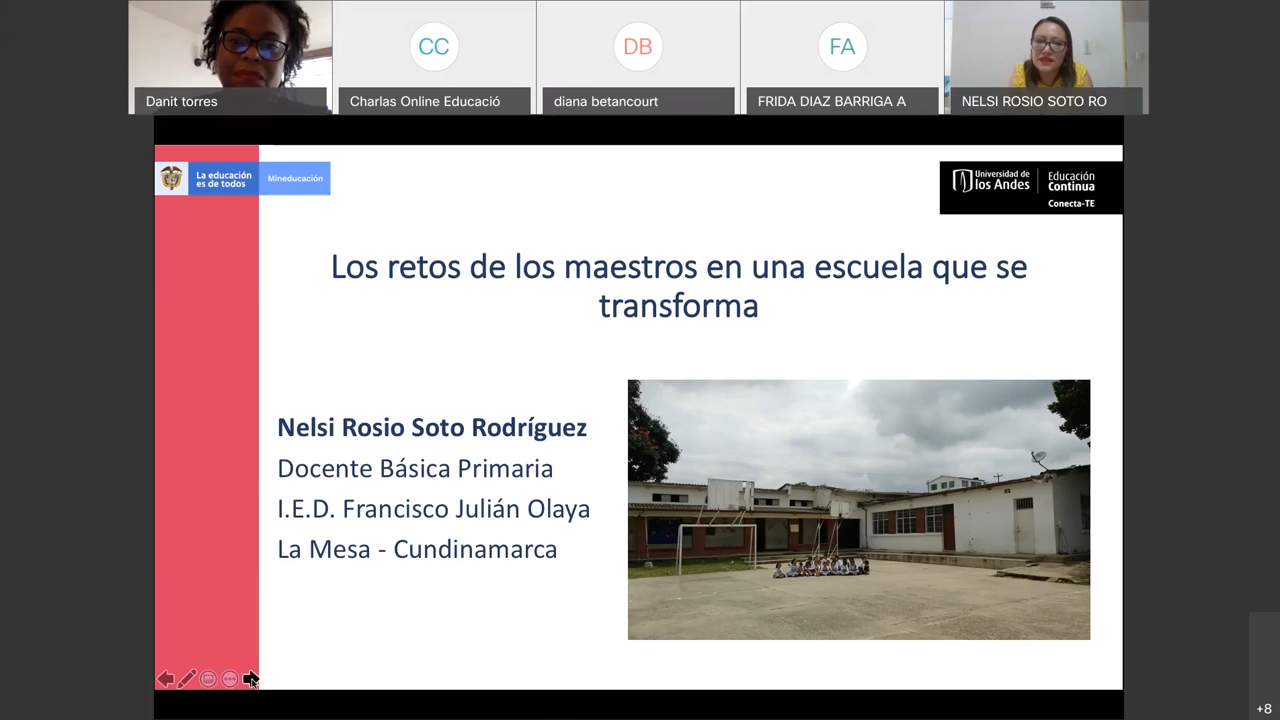 CC
DB
FA
Danit torres
Charlas Online Educació
diana betancourt
FRIDA DIAZ BARRIGA A
NELSI ROSIO SOTO RO
La educación
es de todos
Mineducación
Universidad de
los Andes
Educación
Continua
Conecta-TE
Los retos de los maestros en una escuela que se
transforma
Nelsi Rosio Soto Rodríguez
Docente Básica Primaria
I.E.D. Francisco Julián Olaya
La Mesa - Cundinamarca
+8